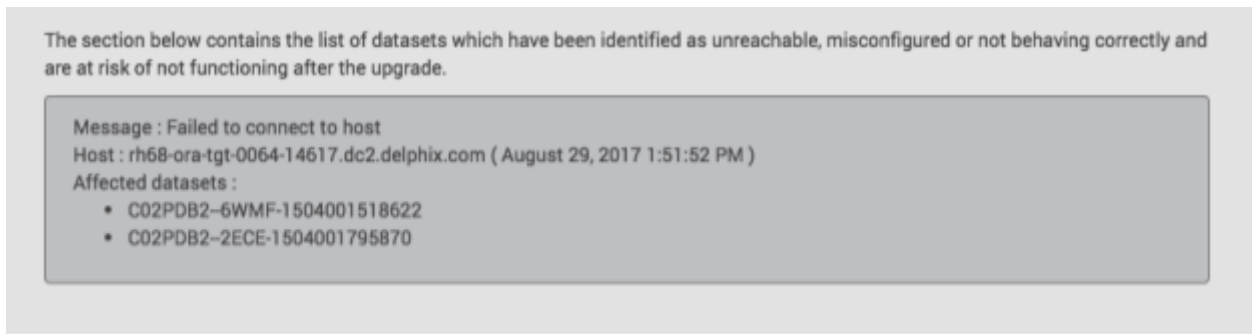 The section below contains the list of datasets which have been identified as unreachable, misconfigured or not behaving correctly and
are at risk of not functioning after the upgrade.
Message : Failed to connect to host
Host : rh68-ora-tgt-0064-14617.dc2.delphix.com ( August 29, 2017 1:51:52 PM )
Affected datasets :
• C02PDB2--6WMF-1504001518622
• C02PDB2--2ECE-1504001795870